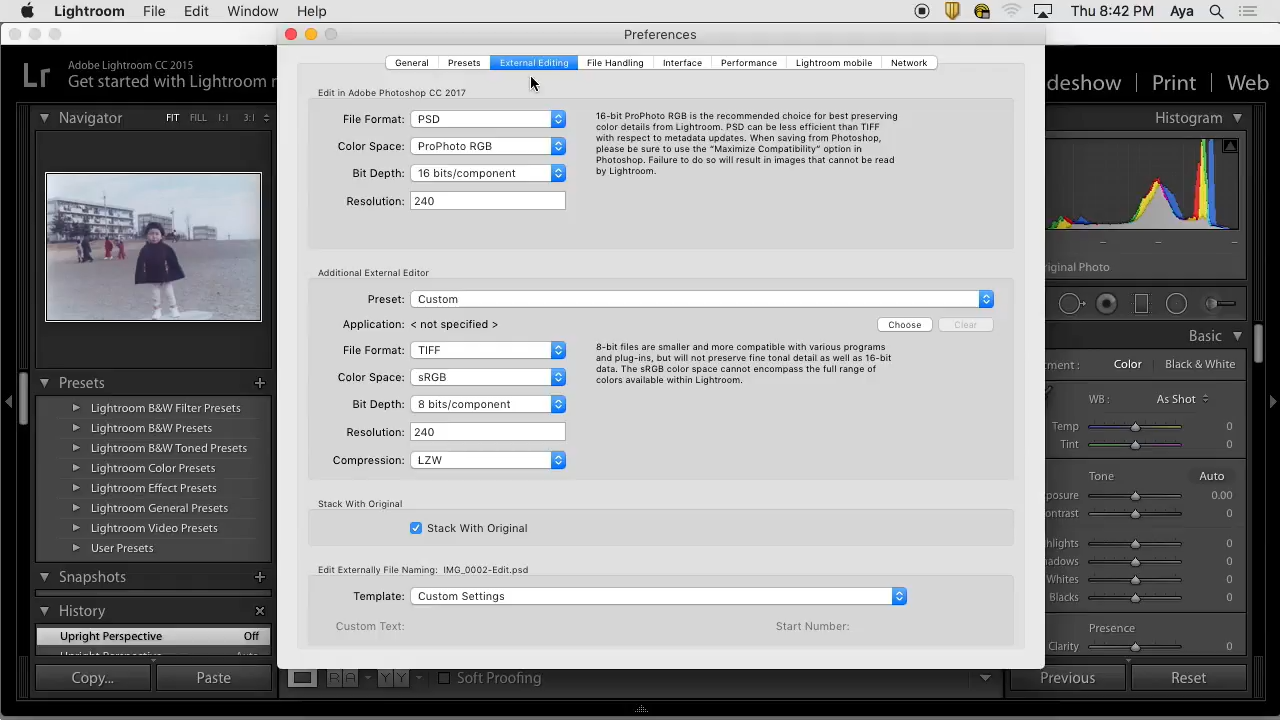 Lightroom File Edit Window Help Thu 8:42 PM Aya
Preferences
General Presets External Editing File Handling Interface Performance Lightroom mobile Network
Lr
Adobe Lightroom CC 2015
Get started with Lightroom
deshow | Print | Web
Navigator FIT FILL 1:1 3:1
Histogram
Edit in Adobe Photoshop CC 2017
File Format: PSD
Color Space: ProPhoto RGB
Bit Depth: 16 bits/component
Resolution: 240
16-bit ProPhoto RGB is the recommended choice for best preserving
color details from Lightroom. PSD can be less efficient than TIFF
with respect to metadata updates. When saving from Photoshop,
please be sure to use the “Maximize Compatibility” option in
Photoshop. Failure to do so will result in images that cannot be read
by Lightroom.
Additional External Editor
Preset: Custom
Application: < not specified > Choose Clear
File Format: TIFF
Color Space: sRGB
Bit Depth: 8 bits/component
Resolution: 240
Compression: LZW
8-bit files are smaller and more compatible with various programs
and plug-ins, but will not preserve fine tonal detail as well as 16-bit
data. The sRGB color space cannot encompass the full range of
colors available within Lightroom.
Stack With Original
Stack With Original
Edit Externally File Naming: IMG_0002-Edit.psd
Template: Custom Settings
Custom Text: Start Number:
Presets +
Lightroom B&W Filter Presets
Lightroom B&W Presets
Lightroom B&W Toned Presets
Lightroom Color Presets
Lightroom Effect Presets
Lightroom General Presets
Lightroom Video Presets
User Presets
Snapshots +
History
Upright Perspective Off
Upright Perspective Auto
Copy... Paste
RA YY Soft Proofing
riginal Photo
Basic
ment: Color Black & White
WB: As Shot
Temp 0
Tint 0
Tone Auto
posure 0.00
ontrast 0
hlights 0
adows 0
Whites 0
Blacks 0
Presence
Clarity 0
Previous Reset